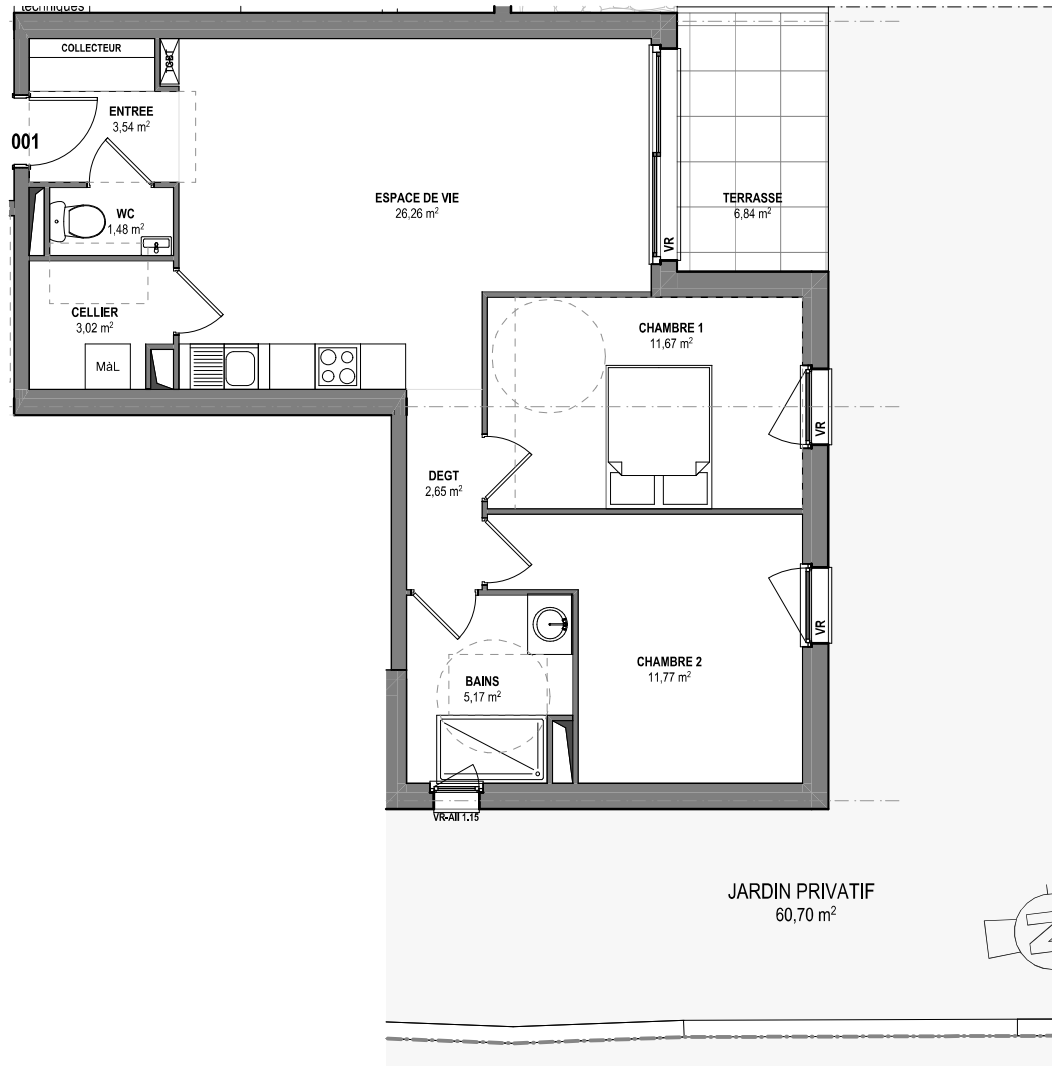 techniques
COLLECTEUR
TGBT
ENTREE
3,54 m²
001
ESPACE DE VIE
26,26 m²
TERRASSE
6,84 m²
WC
1,48 m²
VR
CELLIER
3,02 m²
MàL
CHAMBRE 1
11,67 m²
VR
DEGT
2,65 m²
VR
CHAMBRE 2
11,77 m²
BAINS
5,17 m²
VR-All 1.15
JARDIN PRIVATIF
60,70 m²
N